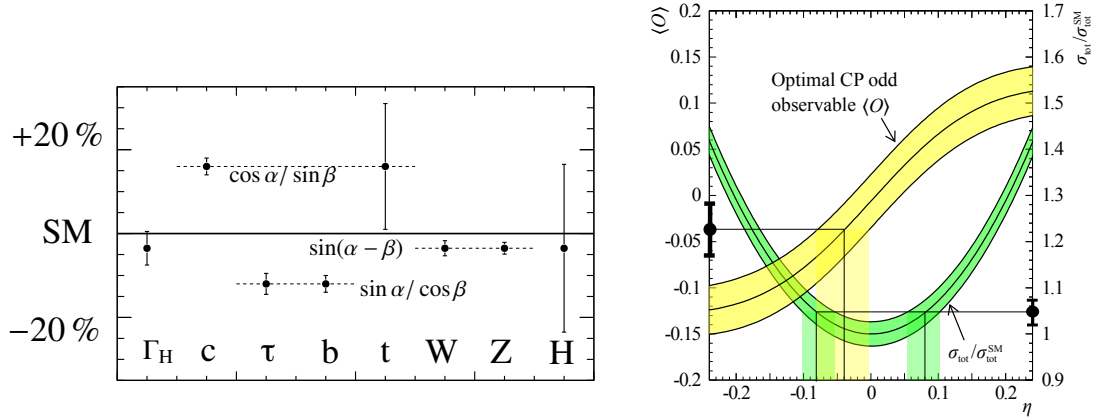 +20 %
SM
−20 %
cos α / sin β
sin(α − β)
sin α / cos β
Γ_H c τ b t W Z H
⟨O⟩
0.2
0.15
0.1
0.05
0
-0.05
-0.1
-0.15
-0.2
-0.2 -0.1 0 0.1 0.2
η
Optimal CP odd
observable ⟨O⟩
σ_tot/σ_tot^SM
1.7
1.6
1.5
1.4
1.3
1.2
1.1
1
0.9
σ_tot/σ_tot^SM